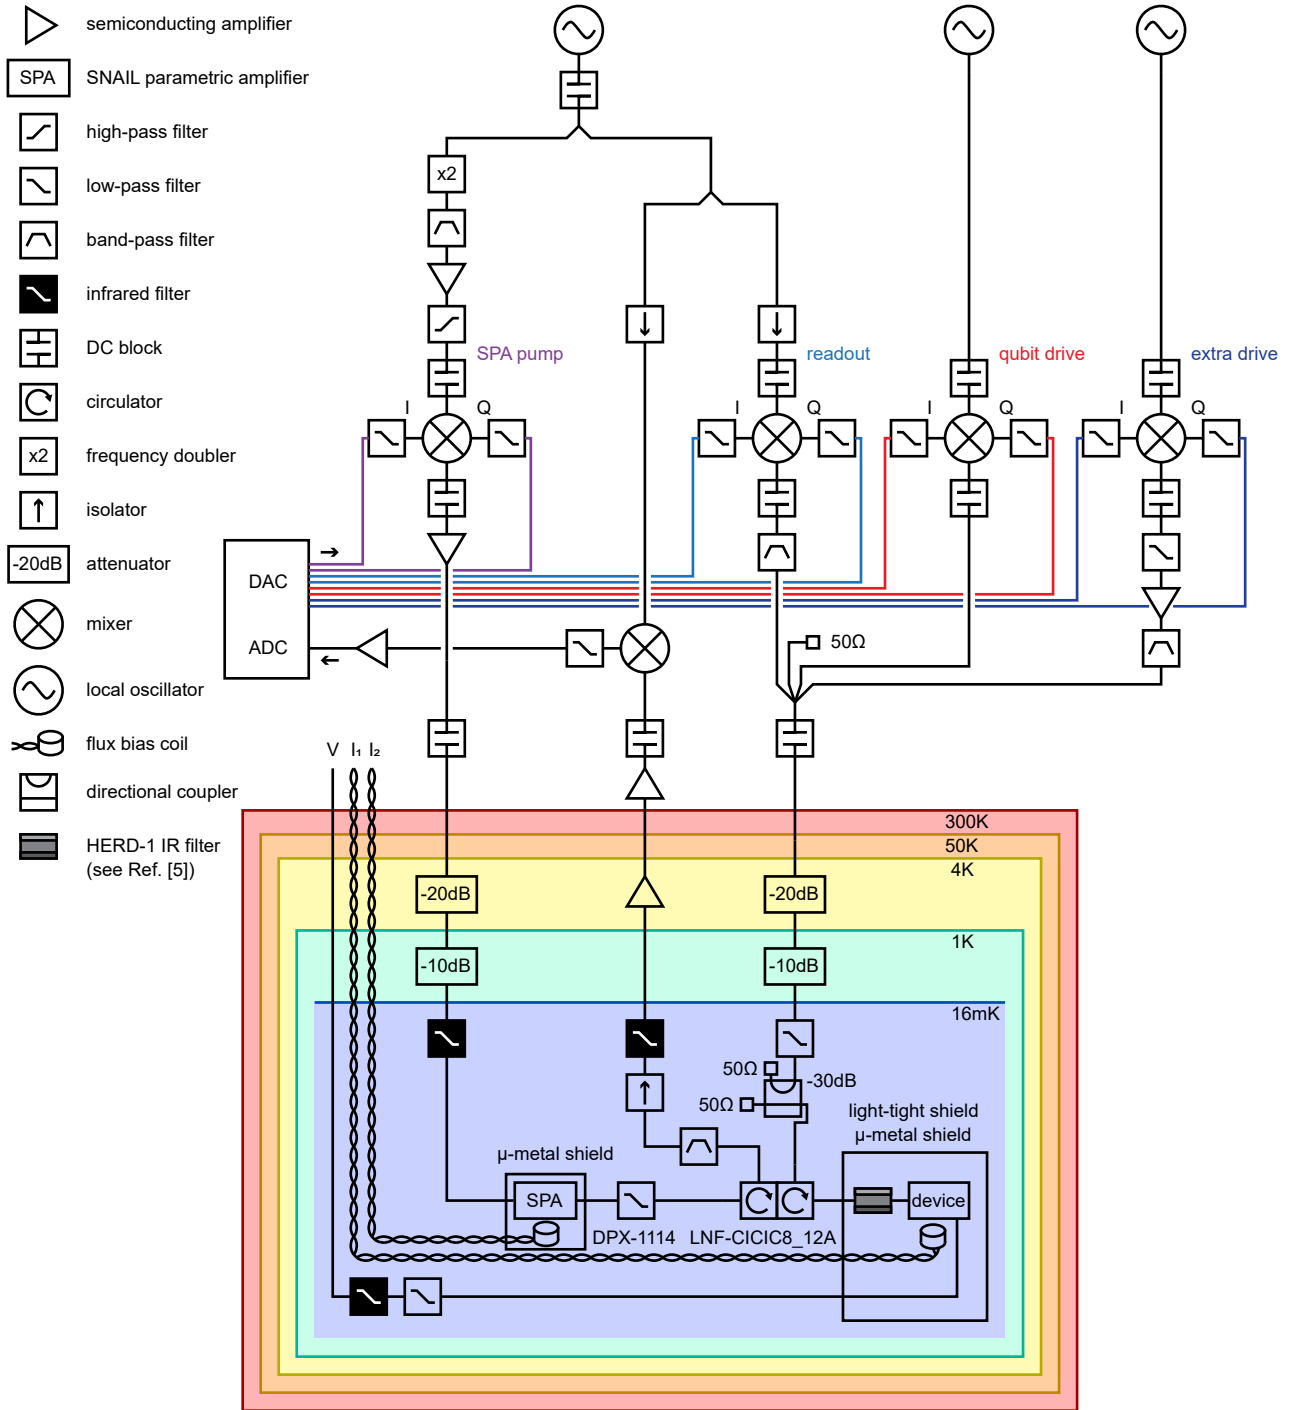 semiconducting amplifier
SPA
SNAIL parametric amplifier
high-pass filter
low-pass filter
band-pass filter
infrared filter
DC block
circulator
x2
frequency doubler
isolator
-20dB
attenuator
mixer
local oscillator
flux bias coil
directional coupler
HERD-1 IR filter
(see Ref. [5])
x2
SPA pump
readout
qubit drive
extra drive
I
Q
I
Q
I
Q
I
Q
DAC
ADC
50Ω
V
I₁
I₂
300K
50K
4K
-20dB
-20dB
1K
-10dB
-10dB
16mK
50Ω
-30dB
50Ω
light-tight shield
μ-metal shield
μ-metal shield
SPA
device
DPX-1114
LNF-CICIC8_12A